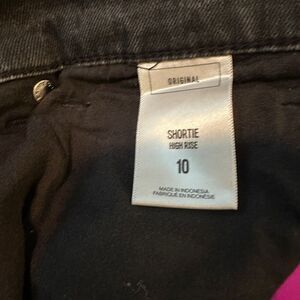 ORIGINAL
SHORTIE
HIGH RISE
10
MADE IN INDONESIA
FABRIQUÉ EN INDONÉSIE